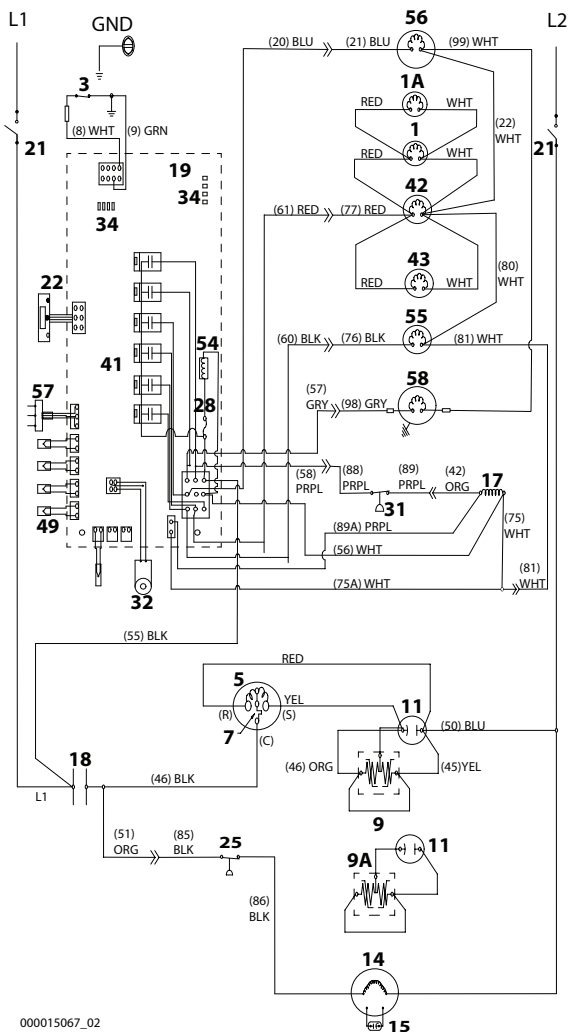 L1
GND
(20) BLU
(21) BLU
56
(99) WHT
L2
3
1A
(8) WHT
(9) GRN
RED
WHT
1
(22)
WHT
21
19
RED
WHT
21
34
42
34
(61) RED
(77) RED
22
43
(80)
WHT
RED
WHT
55
(60) BLK
(76) BLK
(81) WHT
54
41
57
(57)
GRY
(98) GRY
58
28
(58)
PRPL
(88)
PRPL
(89)
PRPL
(42)
ORG
17
31
49
(89A) PRPL
(75)
WHT
(56) WHT
(81)
WHT
(75A) WHT
32
(55) BLK
RED
5
YEL
(R)
(S)
11
7
(C)
(50) BLU
18
(46) BLK
(46) ORG
(45)YEL
L1
9
(51)
ORG
(85)
BLK
25
11
9A
(86)
BLK
14
15
000015067_02